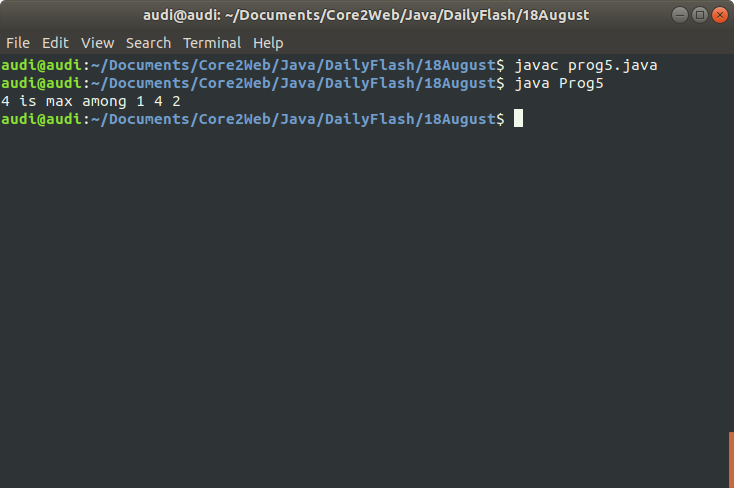 audi@audi: ~/Documents/Core2Web/Java/DailyFlash/18August
File Edit View Search Terminal Help
audi@audi:~/Documents/Core2Web/Java/DailyFlash/18August$ javac prog5.java
audi@audi:~/Documents/Core2Web/Java/DailyFlash/18August$ java Prog5
4 is max among 1 4 2
audi@audi:~/Documents/Core2Web/Java/DailyFlash/18August$